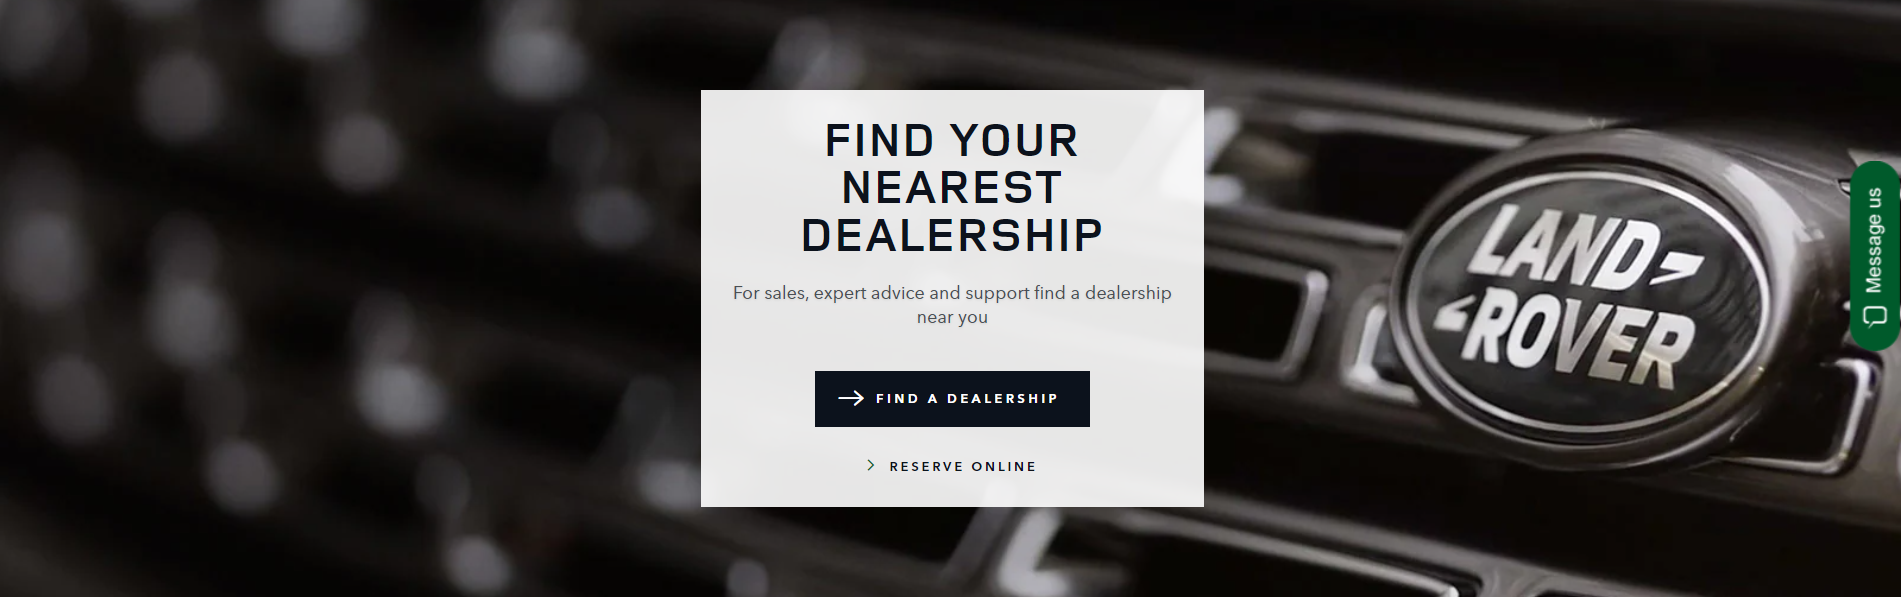 FIND YOUR
NEAREST
DEALERSHIP
For sales, expert advice and support find a dealership
near you
FIND A DEALERSHIP
RESERVE ONLINE
LAND
ROVER
Message us